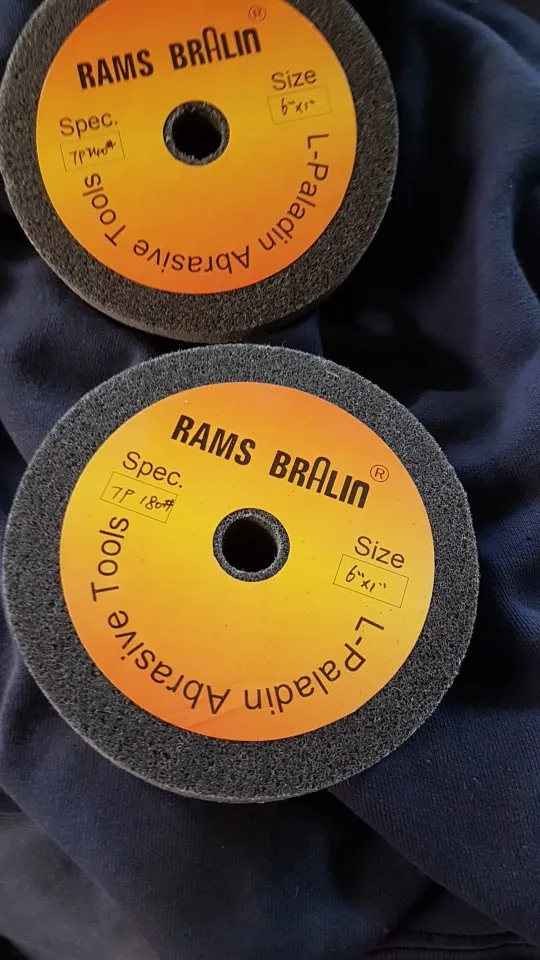 RAMS BRALIN ®
Size
6"x1"
Spec.
7P 240#
L-Paladin Abrasive Tools
RAMS BRALIN ®
Spec.
7P 180#
Size
6"x1"
L-Paladin Abrasive Tools